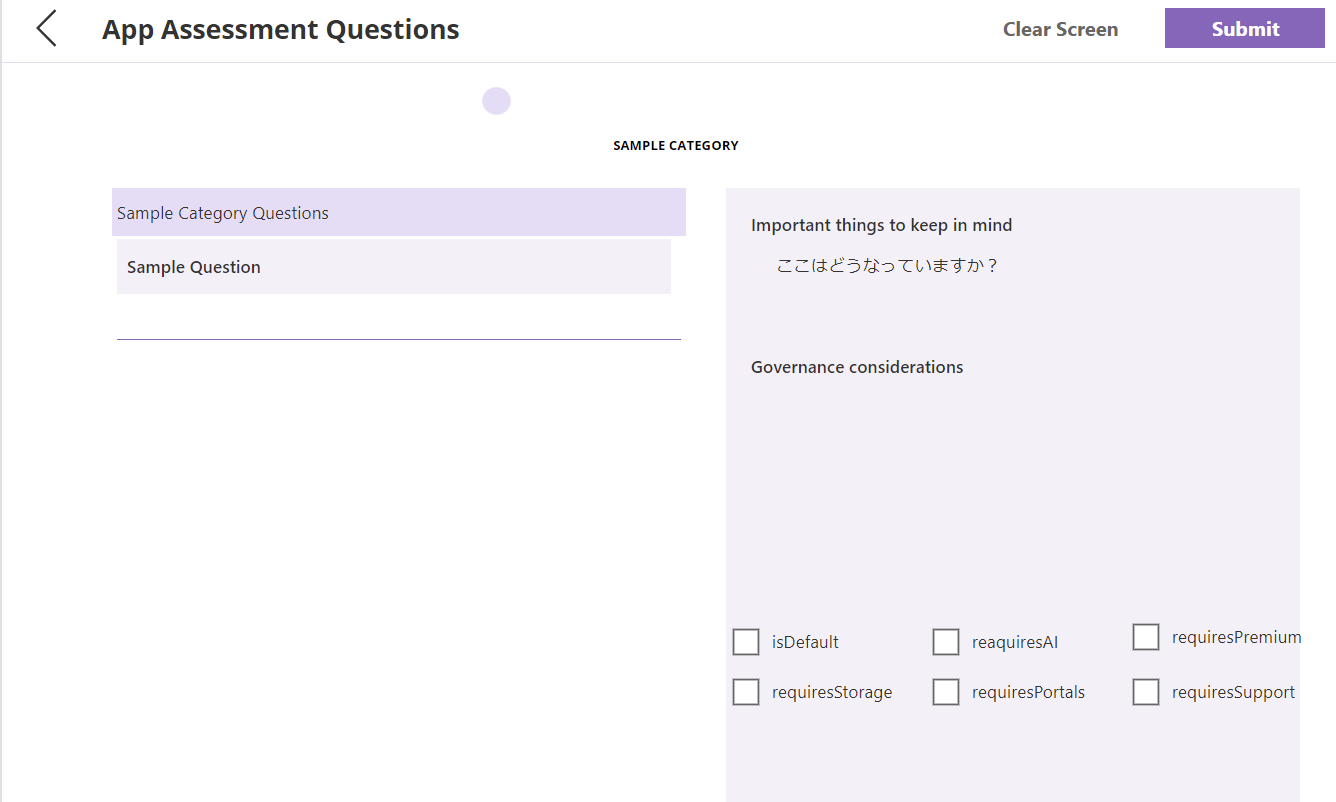 App Assessment Questions
Clear Screen
Submit
SAMPLE CATEGORY
Sample Category Questions
Sample Question
Important things to keep in mind
ここはどうなっていますか？
Governance considerations
isDefault
reaquiresAI
requiresPremium
requiresStorage
requiresPortals
requiresSupport